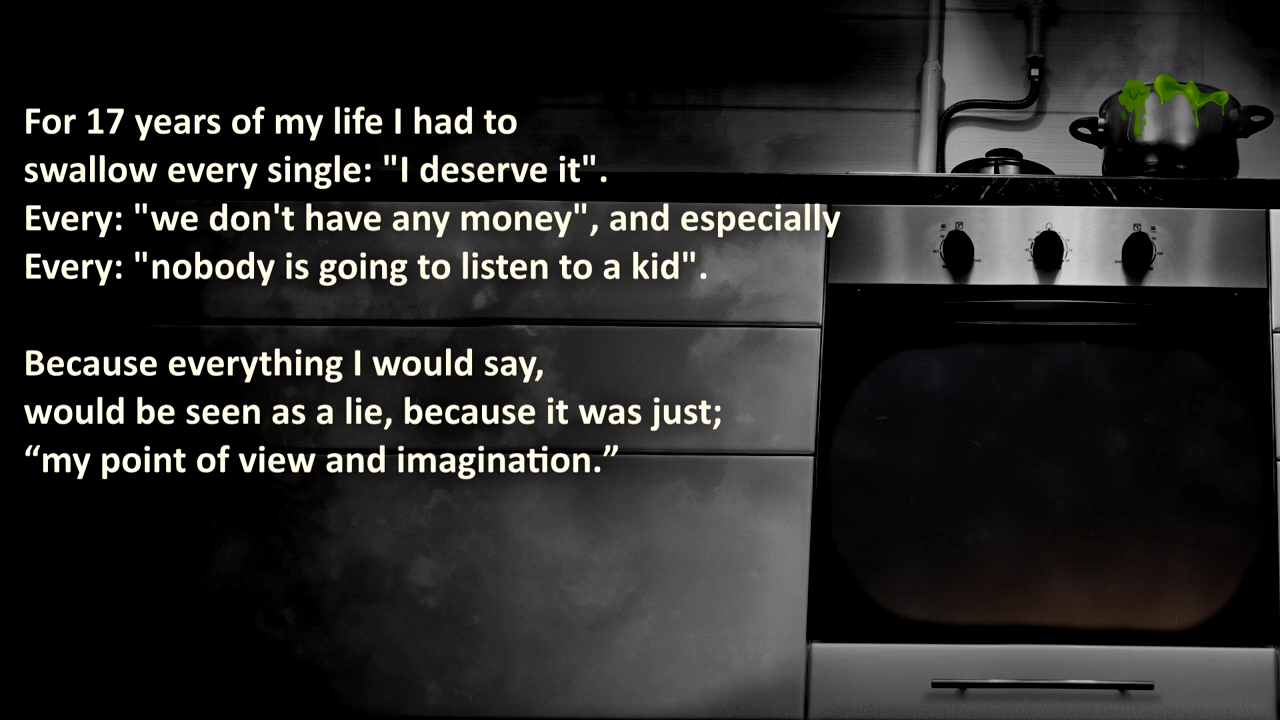 For 17 years of my life I had to
swallow every single: "I deserve it".
Every: "we don't have any money", and especially
Every: "nobody is going to listen to a kid".
Because everything I would say,
would be seen as a lie, because it was just;
“my point of view and imagination.”